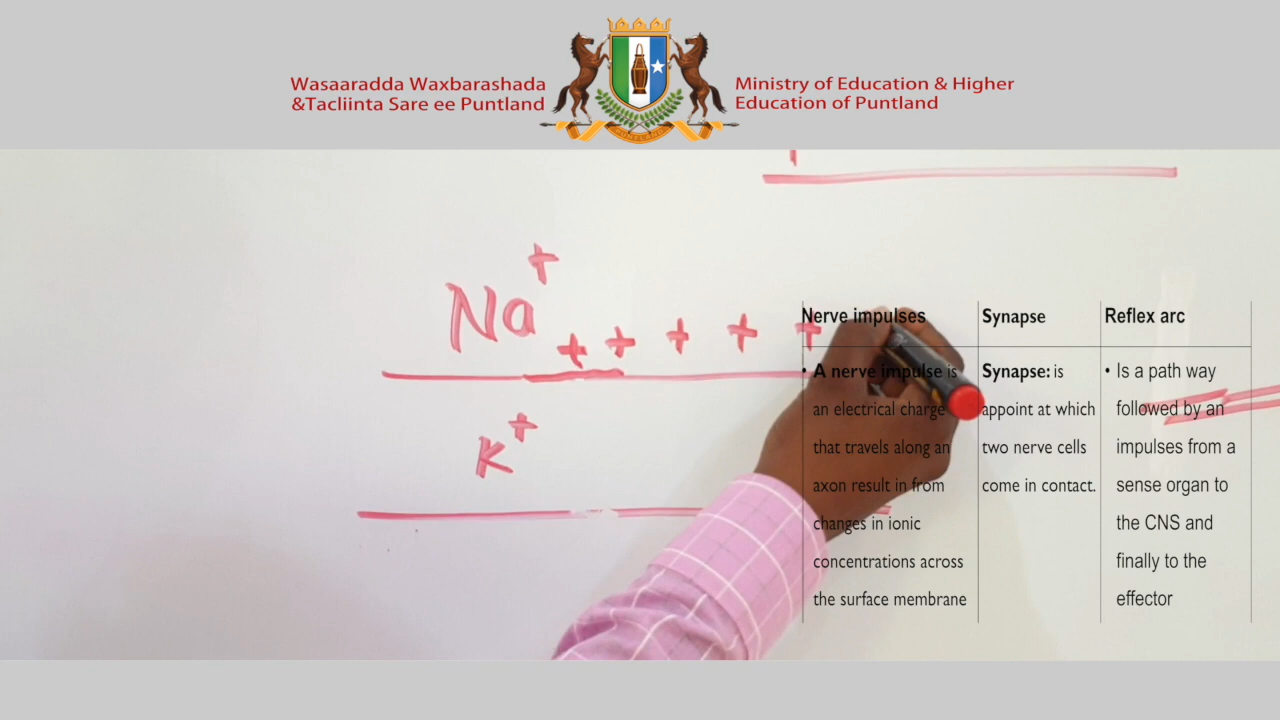 Wasaaradda Waxbarashada
&Tacliinta Sare ee Puntland
Ministry of Education & Higher
Education of Puntland
Na+
+ + + + +
K+
Nerve impulses
• A nerve impulse is
an electrical charge
that travels along an
axon result in from
changes in ionic
concentrations across
the surface membrane
Synapse
Synapse: is
appoint at which
two nerve cells
come in contact.
Reflex arc
• Is a path way
followed by an
impulses from a
sense organ to
the CNS and
finally to the
effector